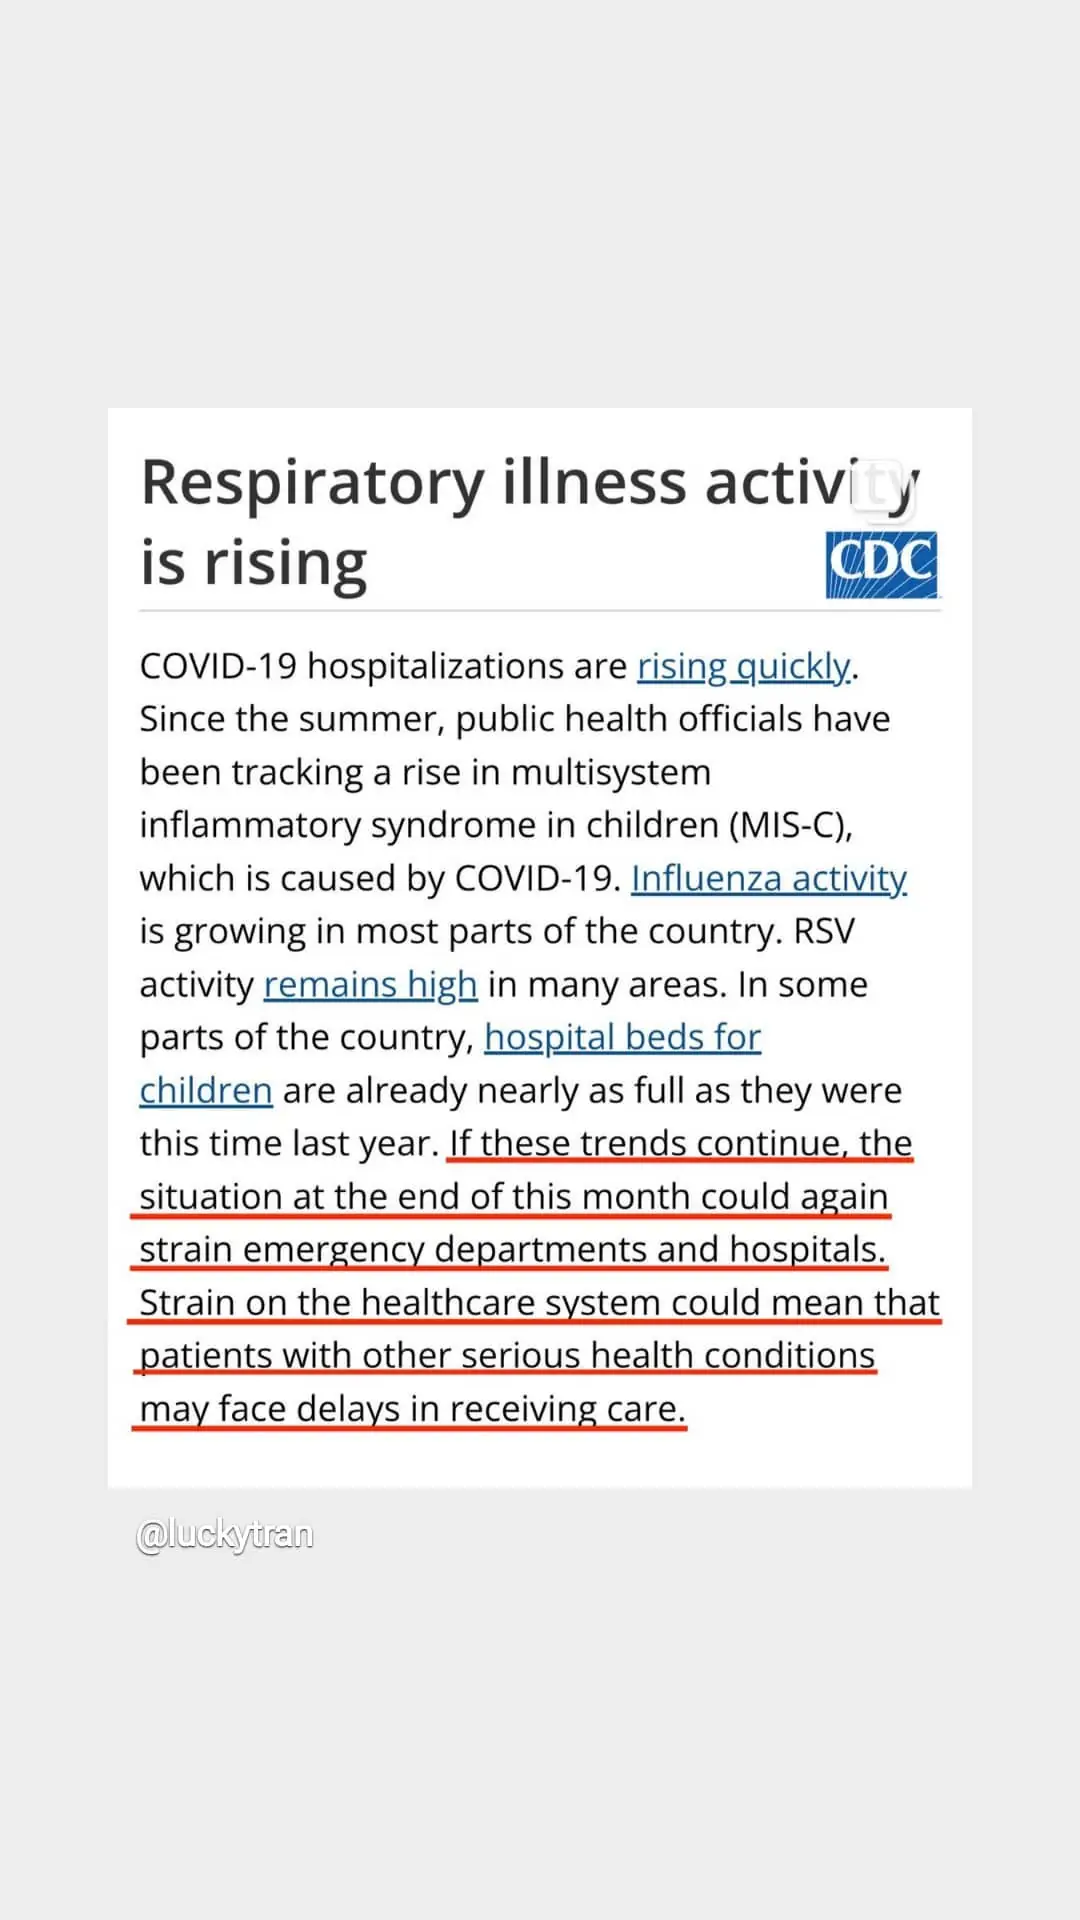 Respiratory illness activity
is rising
CDC
COVID-19 hospitalizations are rising quickly.
Since the summer, public health officials have
been tracking a rise in multisystem
inflammatory syndrome in children (MIS-C),
which is caused by COVID-19. Influenza activity
is growing in most parts of the country. RSV
activity remains high in many areas. In some
parts of the country, hospital beds for
children are already nearly as full as they were
this time last year. If these trends continue, the
situation at the end of this month could again
strain emergency departments and hospitals.
Strain on the healthcare system could mean that
patients with other serious health conditions
may face delays in receiving care.
@luckytran